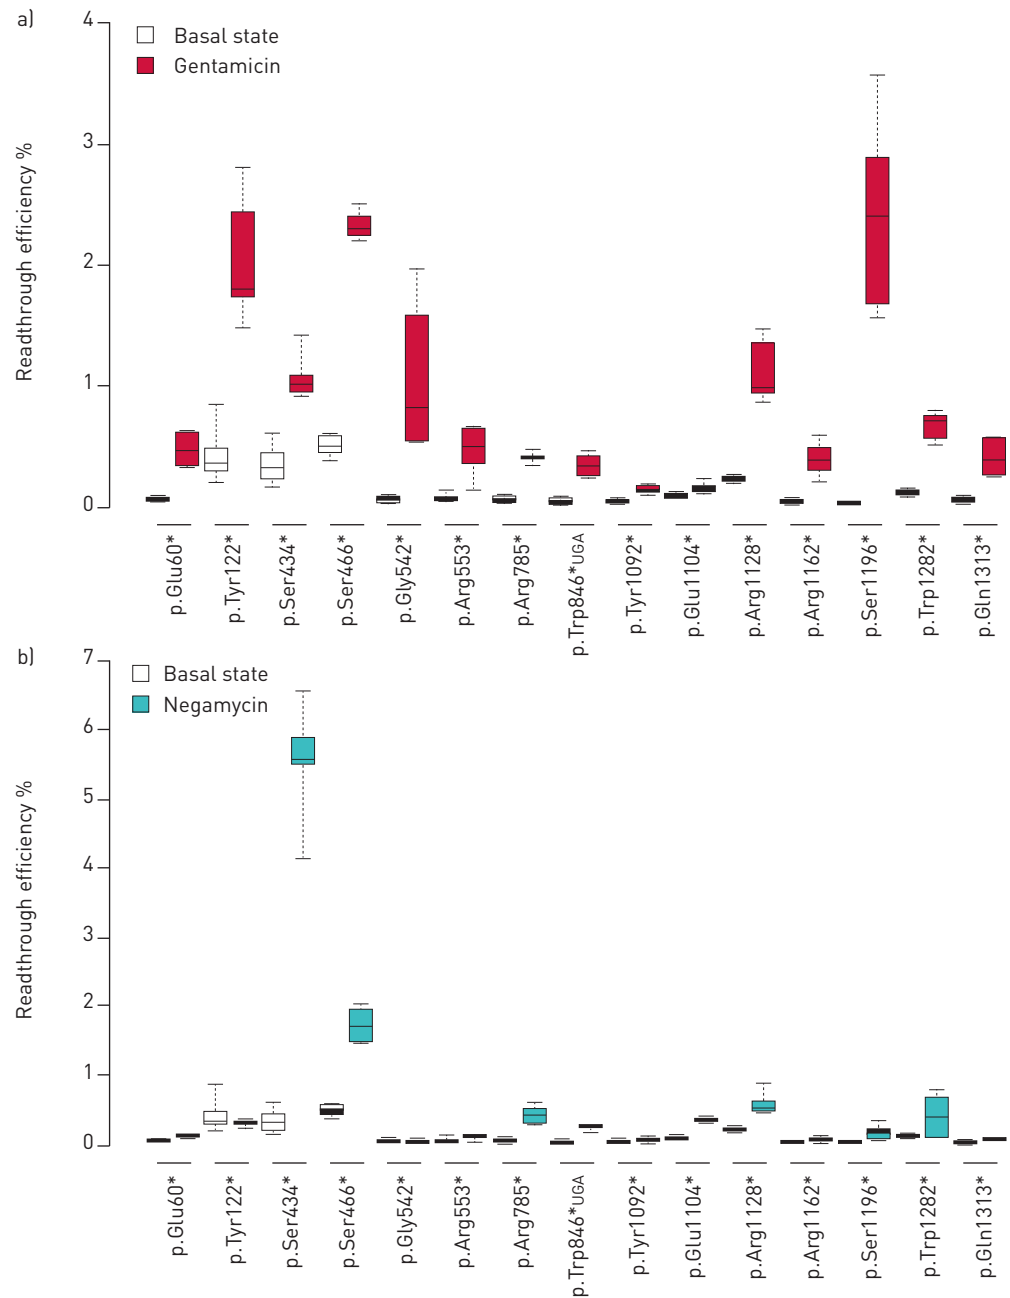 a)
Basal state
Gentamicin
Readthrough efficiency %
4
3
2
1
0
p.Glu60*
p.Tyr122*
p.Ser434*
p.Ser466*
p.Gly542*
p.Arg553*
p.Arg785*
p.Trp846*UGA
p.Tyr1092*
p.Glu1104*
p.Arg1128*
p.Arg1162*
p.Ser1196*
p.Trp1282*
p.Gln1313*
b)
Basal state
Negamycin
Readthrough efficiency %
7
6
5
4
3
2
1
0
p.Glu60*
p.Tyr122*
p.Ser434*
p.Ser466*
p.Gly542*
p.Arg553*
p.Arg785*
p.Trp846*UGA
p.Tyr1092*
p.Glu1104*
p.Arg1128*
p.Arg1162*
p.Ser1196*
p.Trp1282*
p.Gln1313*